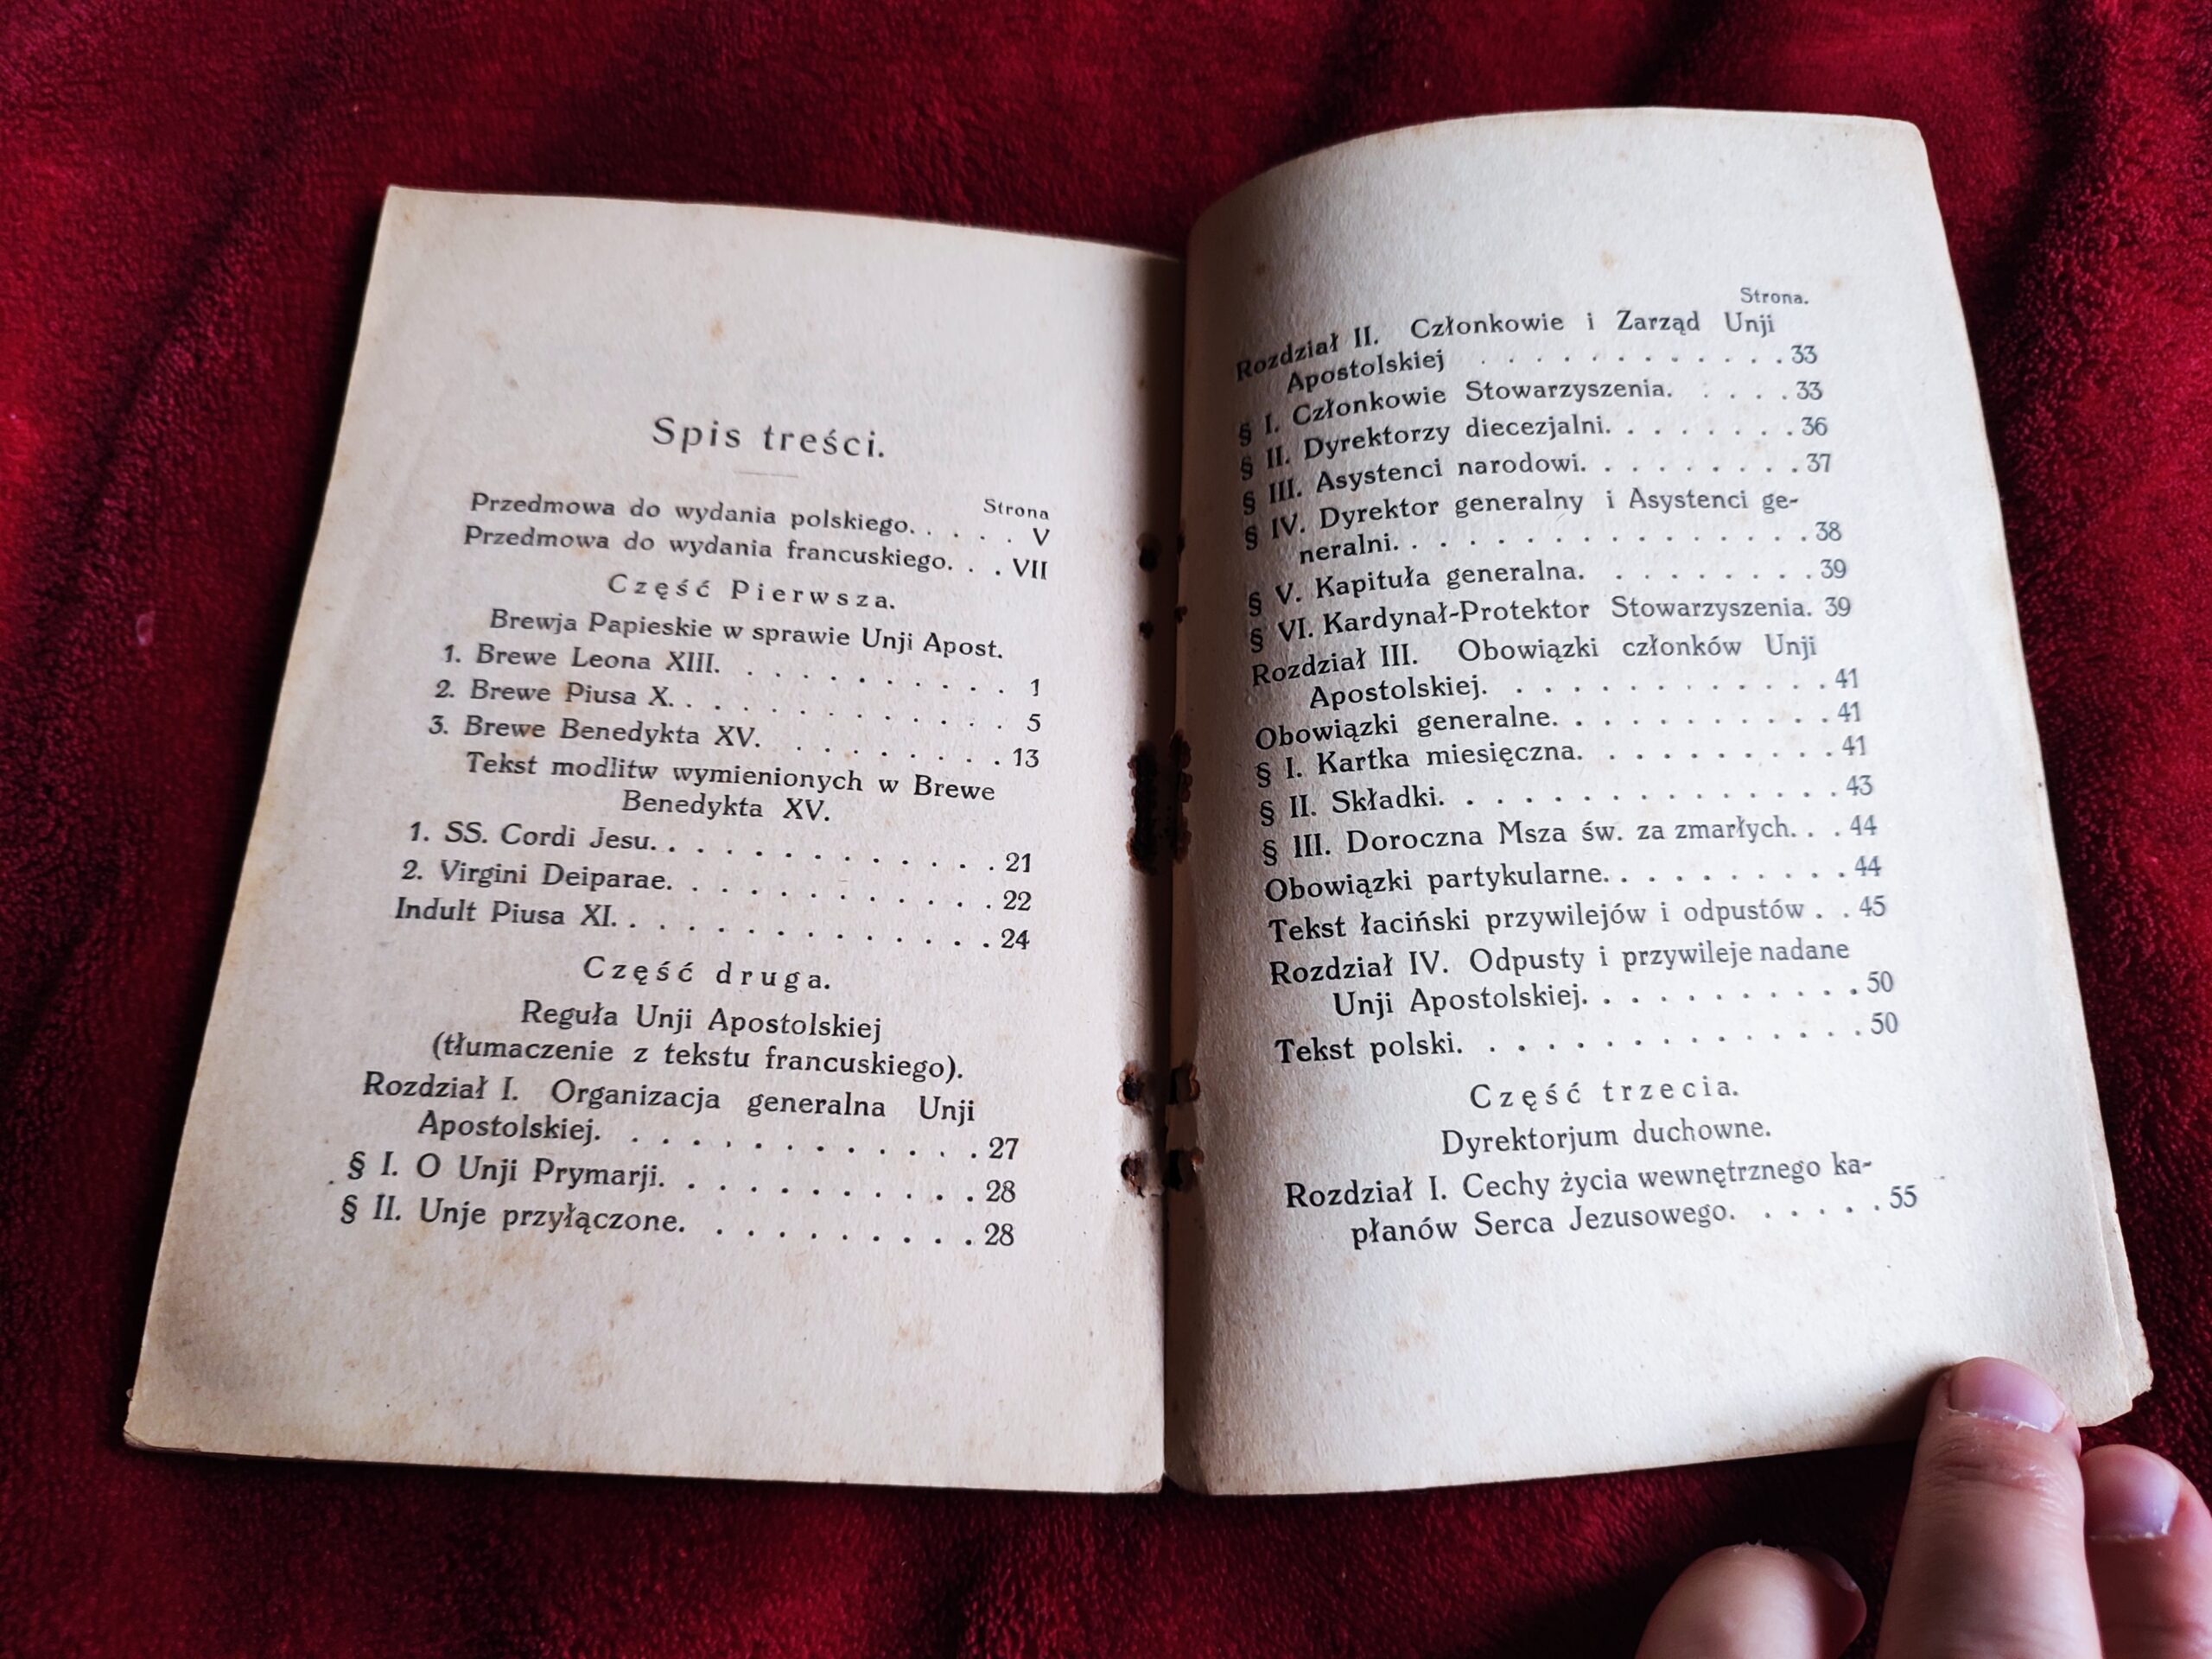 Spis treści.
Strona
Przedmowa do wydania polskiego. . . . . V
Przedmowa do wydania francuskiego. . . VII
Część Pierwsza.
Brewja Papieskie w sprawie Unji Apost.
1. Brewe Leona XIII. . . . . . . . . . . 1
2. Brewe Piusa X. . . . . . . . . . . . . 5
3. Brewe Benedykta XV. . . . . . . . . 13
Tekst modlitw wymienionych w Brewe
Benedykta XV.
1. SS. Cordi Jesu. . . . . . . . . . . . . 21
2. Virgini Deiparae. . . . . . . . . . . . 22
Indult Piusa XI. . . . . . . . . . . . . . . 24
Część druga.
Reguła Unji Apostolskiej
(tłumaczenie z tekstu francuskiego).
Rozdział I. Organizacja generalna Unji
Apostolskiej. . . . . . . . . . . . . 27
§ I. O Unji Prymarji. . . . . . . . . . . 28
§ II. Unje przyłączone. . . . . . . . . . 28
Strona.
Rozdział II. Członkowie i Zarząd Unji
Apostolskiej . . . . . . . . . . . . 33
§ I. Członkowie Stowarzyszenia. . . . . 33
§ II. Dyrektorzy diecezjalni. . . . . . . . 36
§ III. Asystenci narodowi. . . . . . . . . 37
§ IV. Dyrektor generalny i Asystenci ge-
neralni. . . . . . . . . . . . . . . . 38
§ V. Kapituła generalna. . . . . . . . . 39
§ VI. Kardynał-Protektor Stowarzyszenia. 39
Rozdział III. Obowiązki członków Unji
Apostolskiej. . . . . . . . . . . . . 41
Obowiązki generalne. . . . . . . . . . . 41
§ I. Kartka miesięczna. . . . . . . . . . 41
§ II. Składki. . . . . . . . . . . . . . . 43
§ III. Doroczna Msza św. za zmarłych. . . 44
Obowiązki partykularne. . . . . . . . . . 44
Tekst łaciński przywilejów i odpustów . . 45
Rozdział IV. Odpusty i przywileje nadane
Unji Apostolskiej. . . . . . . . . . . 50
Tekst polski. . . . . . . . . . . . . . . 50
Część trzecia.
Dyrektorjum duchowne.
Rozdział I. Cechy życia wewnętrznego ka-
płanów Serca Jezusowego. . . . . . 55